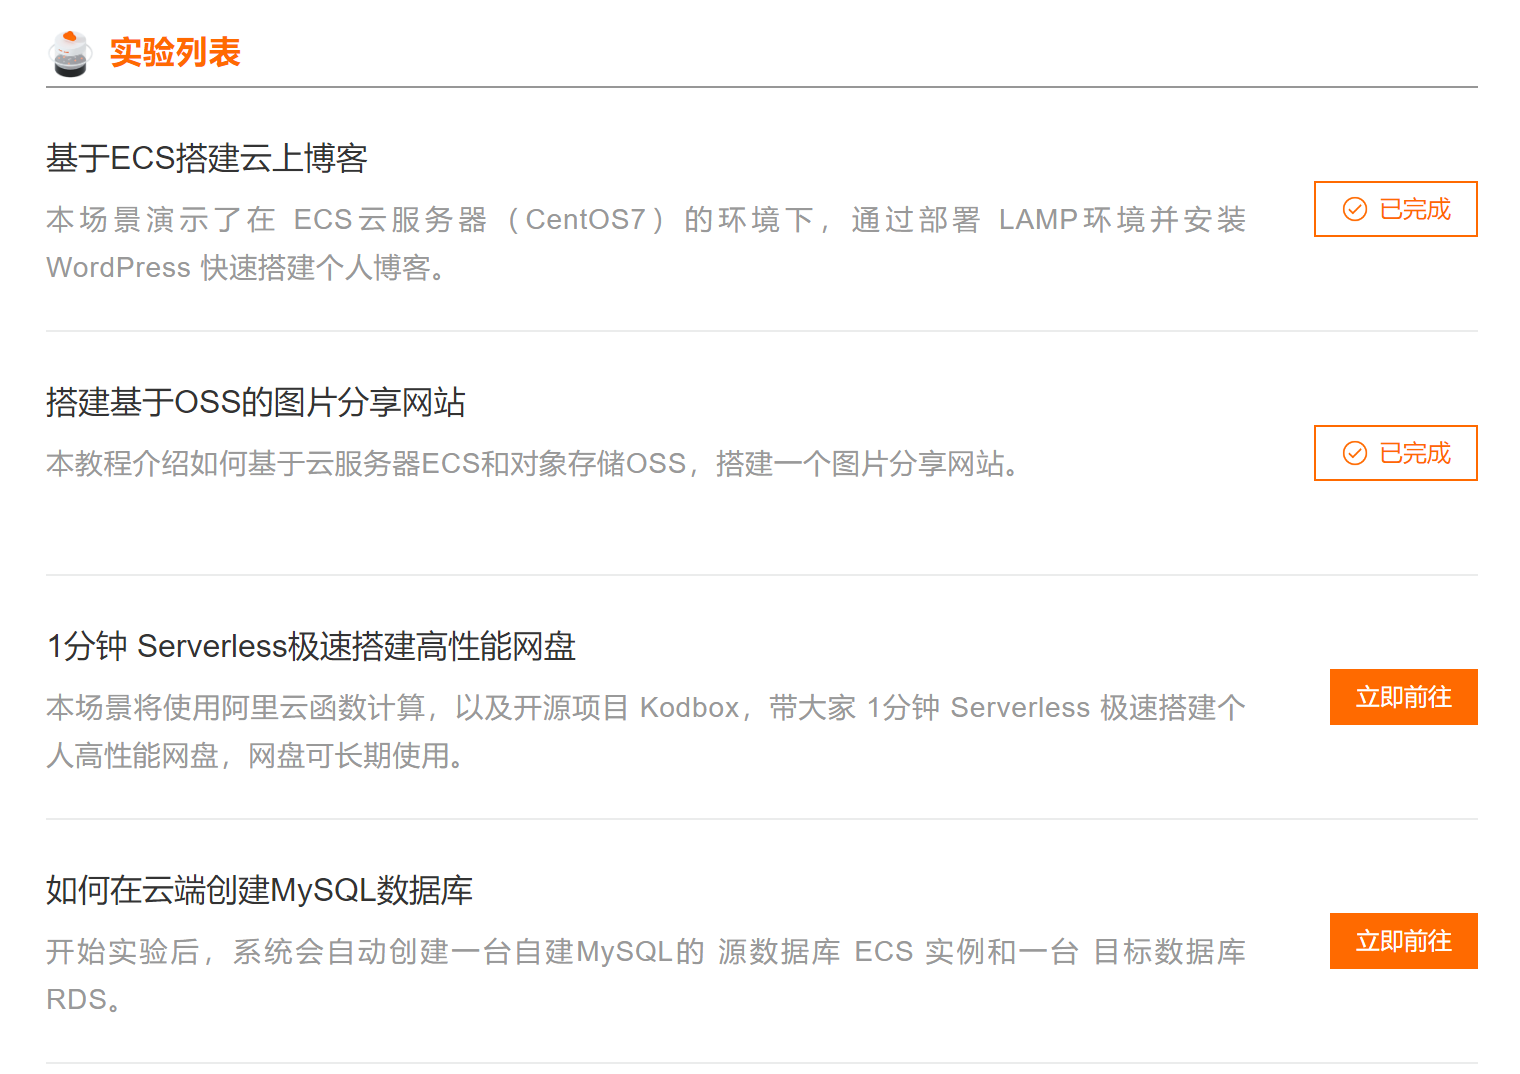 实验列表
基于ECS搭建云上博客
本场景演示了在 ECS云服务器（CentOS7）的环境下，通过部署 LAMP环境并安装
WordPress 快速搭建个人博客。
已完成
搭建基于OSS的图片分享网站
本教程介绍如何基于云服务器ECS和对象存储OSS，搭建一个图片分享网站。
已完成
1分钟 Serverless极速搭建高性能网盘
本场景将使用阿里云函数计算，以及开源项目 Kodbox，带大家 1分钟 Serverless 极速搭建个
人高性能网盘，网盘可长期使用。
立即前往
如何在云端创建MySQL数据库
开始实验后，系统会自动创建一台自建MySQL的 源数据库 ECS 实例和一台 目标数据库
RDS。
立即前往